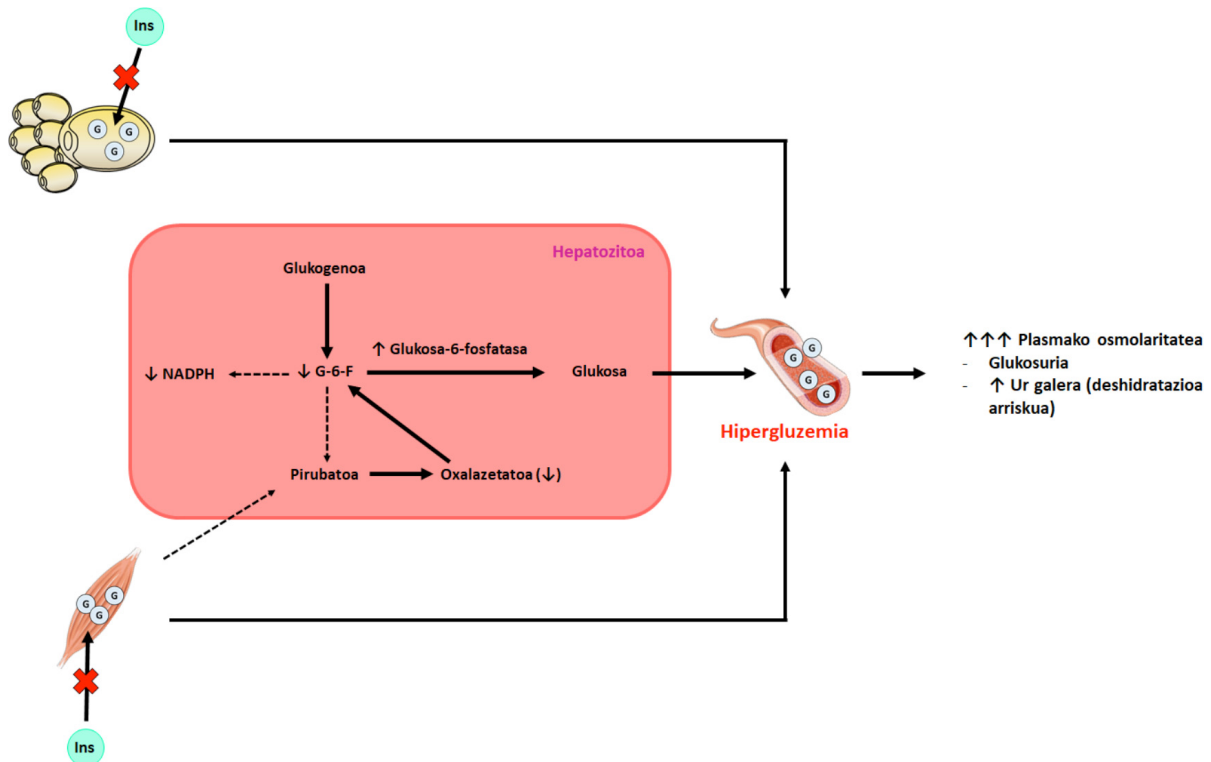 Ins
G
G
G
Hepatozitoa
Glukogenoa
↑ Glukosa-6-fosfatasa
↓ NADPH
↓ G-6-F
Glukosa
Pirubatoa
Oxalazetatoa (↓)
G
G
G
G
Hipergluzemia
↑↑↑ Plasmako osmolaritatea
- Glukosuria
- ↑ Ur galera (deshidratazioa
arriskua)
G
G
G
Ins